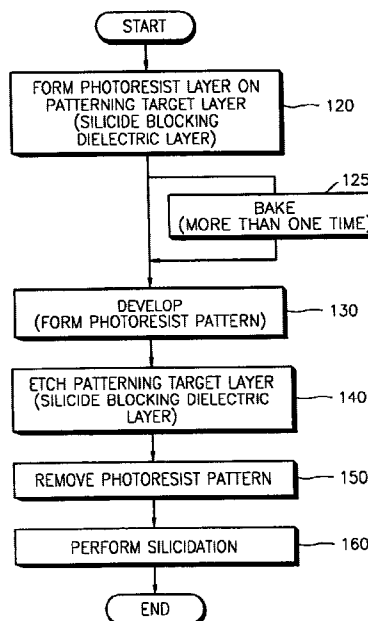 START
FORM PHOTORESIST LAYER ON
PATTERNING TARGET LAYER
(SILICIDE BLOCKING
DIELECTRIC LAYER)
120
125
BAKE
(MORE THAN ONE TIME)
DEVELOP
(FORM PHOTORESIST PATTERN)
130
ETCH PATTERNING TARGET LAYER
(SILICIDE BLOCKING DIELECTRIC
LAYER)
140
REMOVE PHOTORESIST PATTERN
150
PERFORM SILICIDATION
160
END